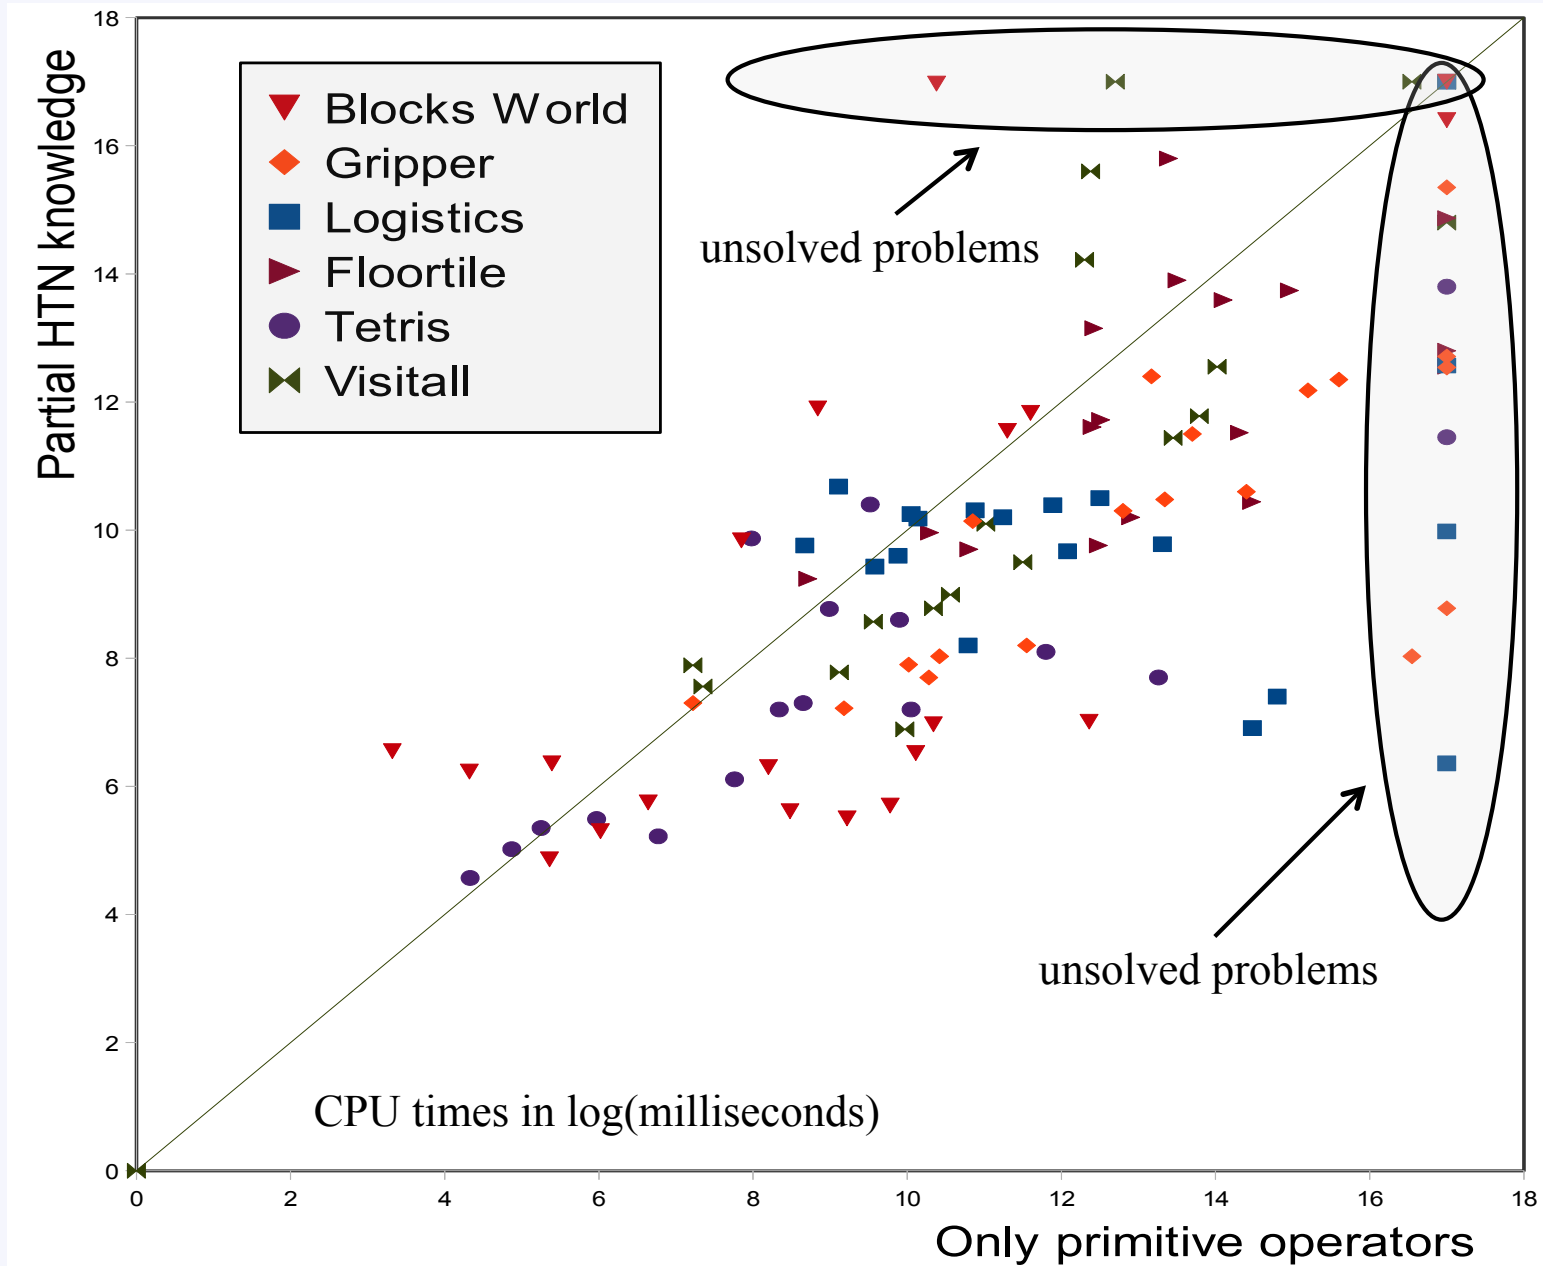 Partial HTN knowledge
18
16
14
12
10
8
6
4
2
0
Blocks World
Gripper
Logistics
Floortile
Tetris
Visitall
unsolved problems
unsolved problems
CPU times in log(milliseconds)
0 2 4 6 8 10 12 14 16 18
Only primitive operators